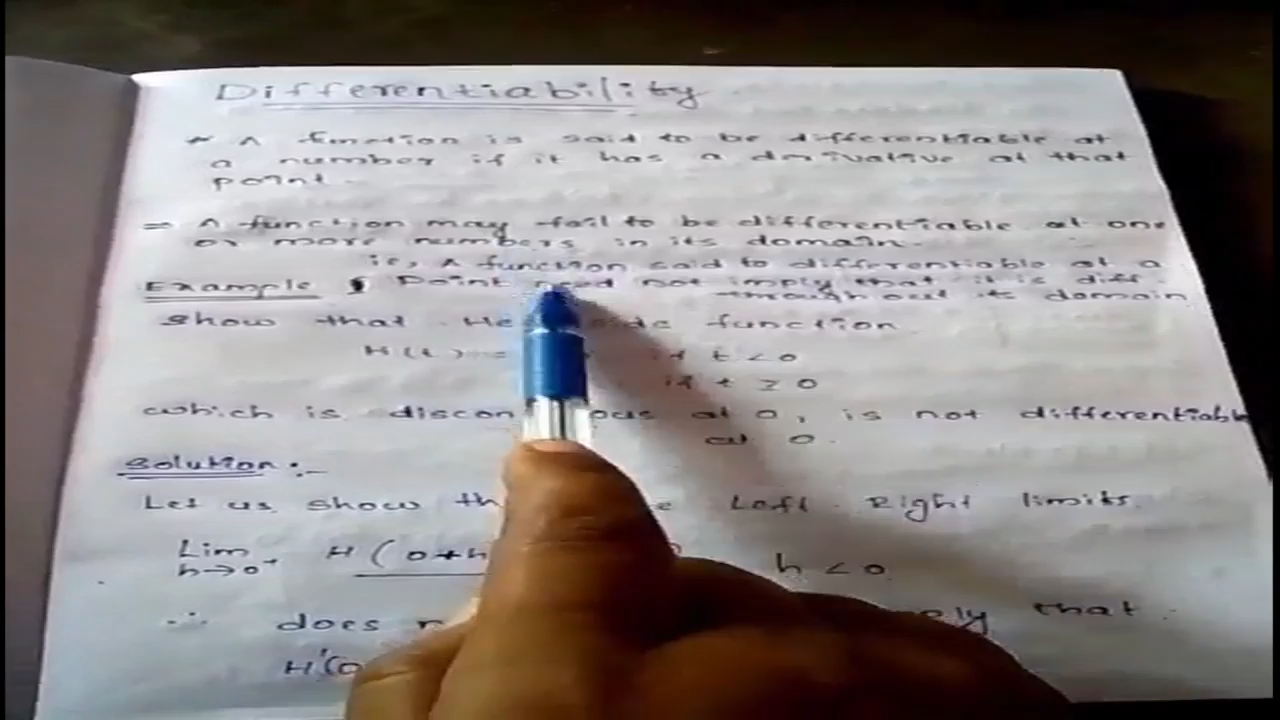 Differentiability
* A function is said to be differentiable at
a number if it has a derivative at that
point.
= A function may fail to be differentiable at one
or more numbers in its domain.
ie, A function said to differentiable at a
Example Point need not imply that it is diff.
through out its domain
Show that function
H(t) = if t < 0
if t ≥ 0
which is at 0, is not differentiable
at 0.
Solution :-
Let us show Left Right limits.
Lim h→0+ H(0+h h < 0
∴ does that
H'(0